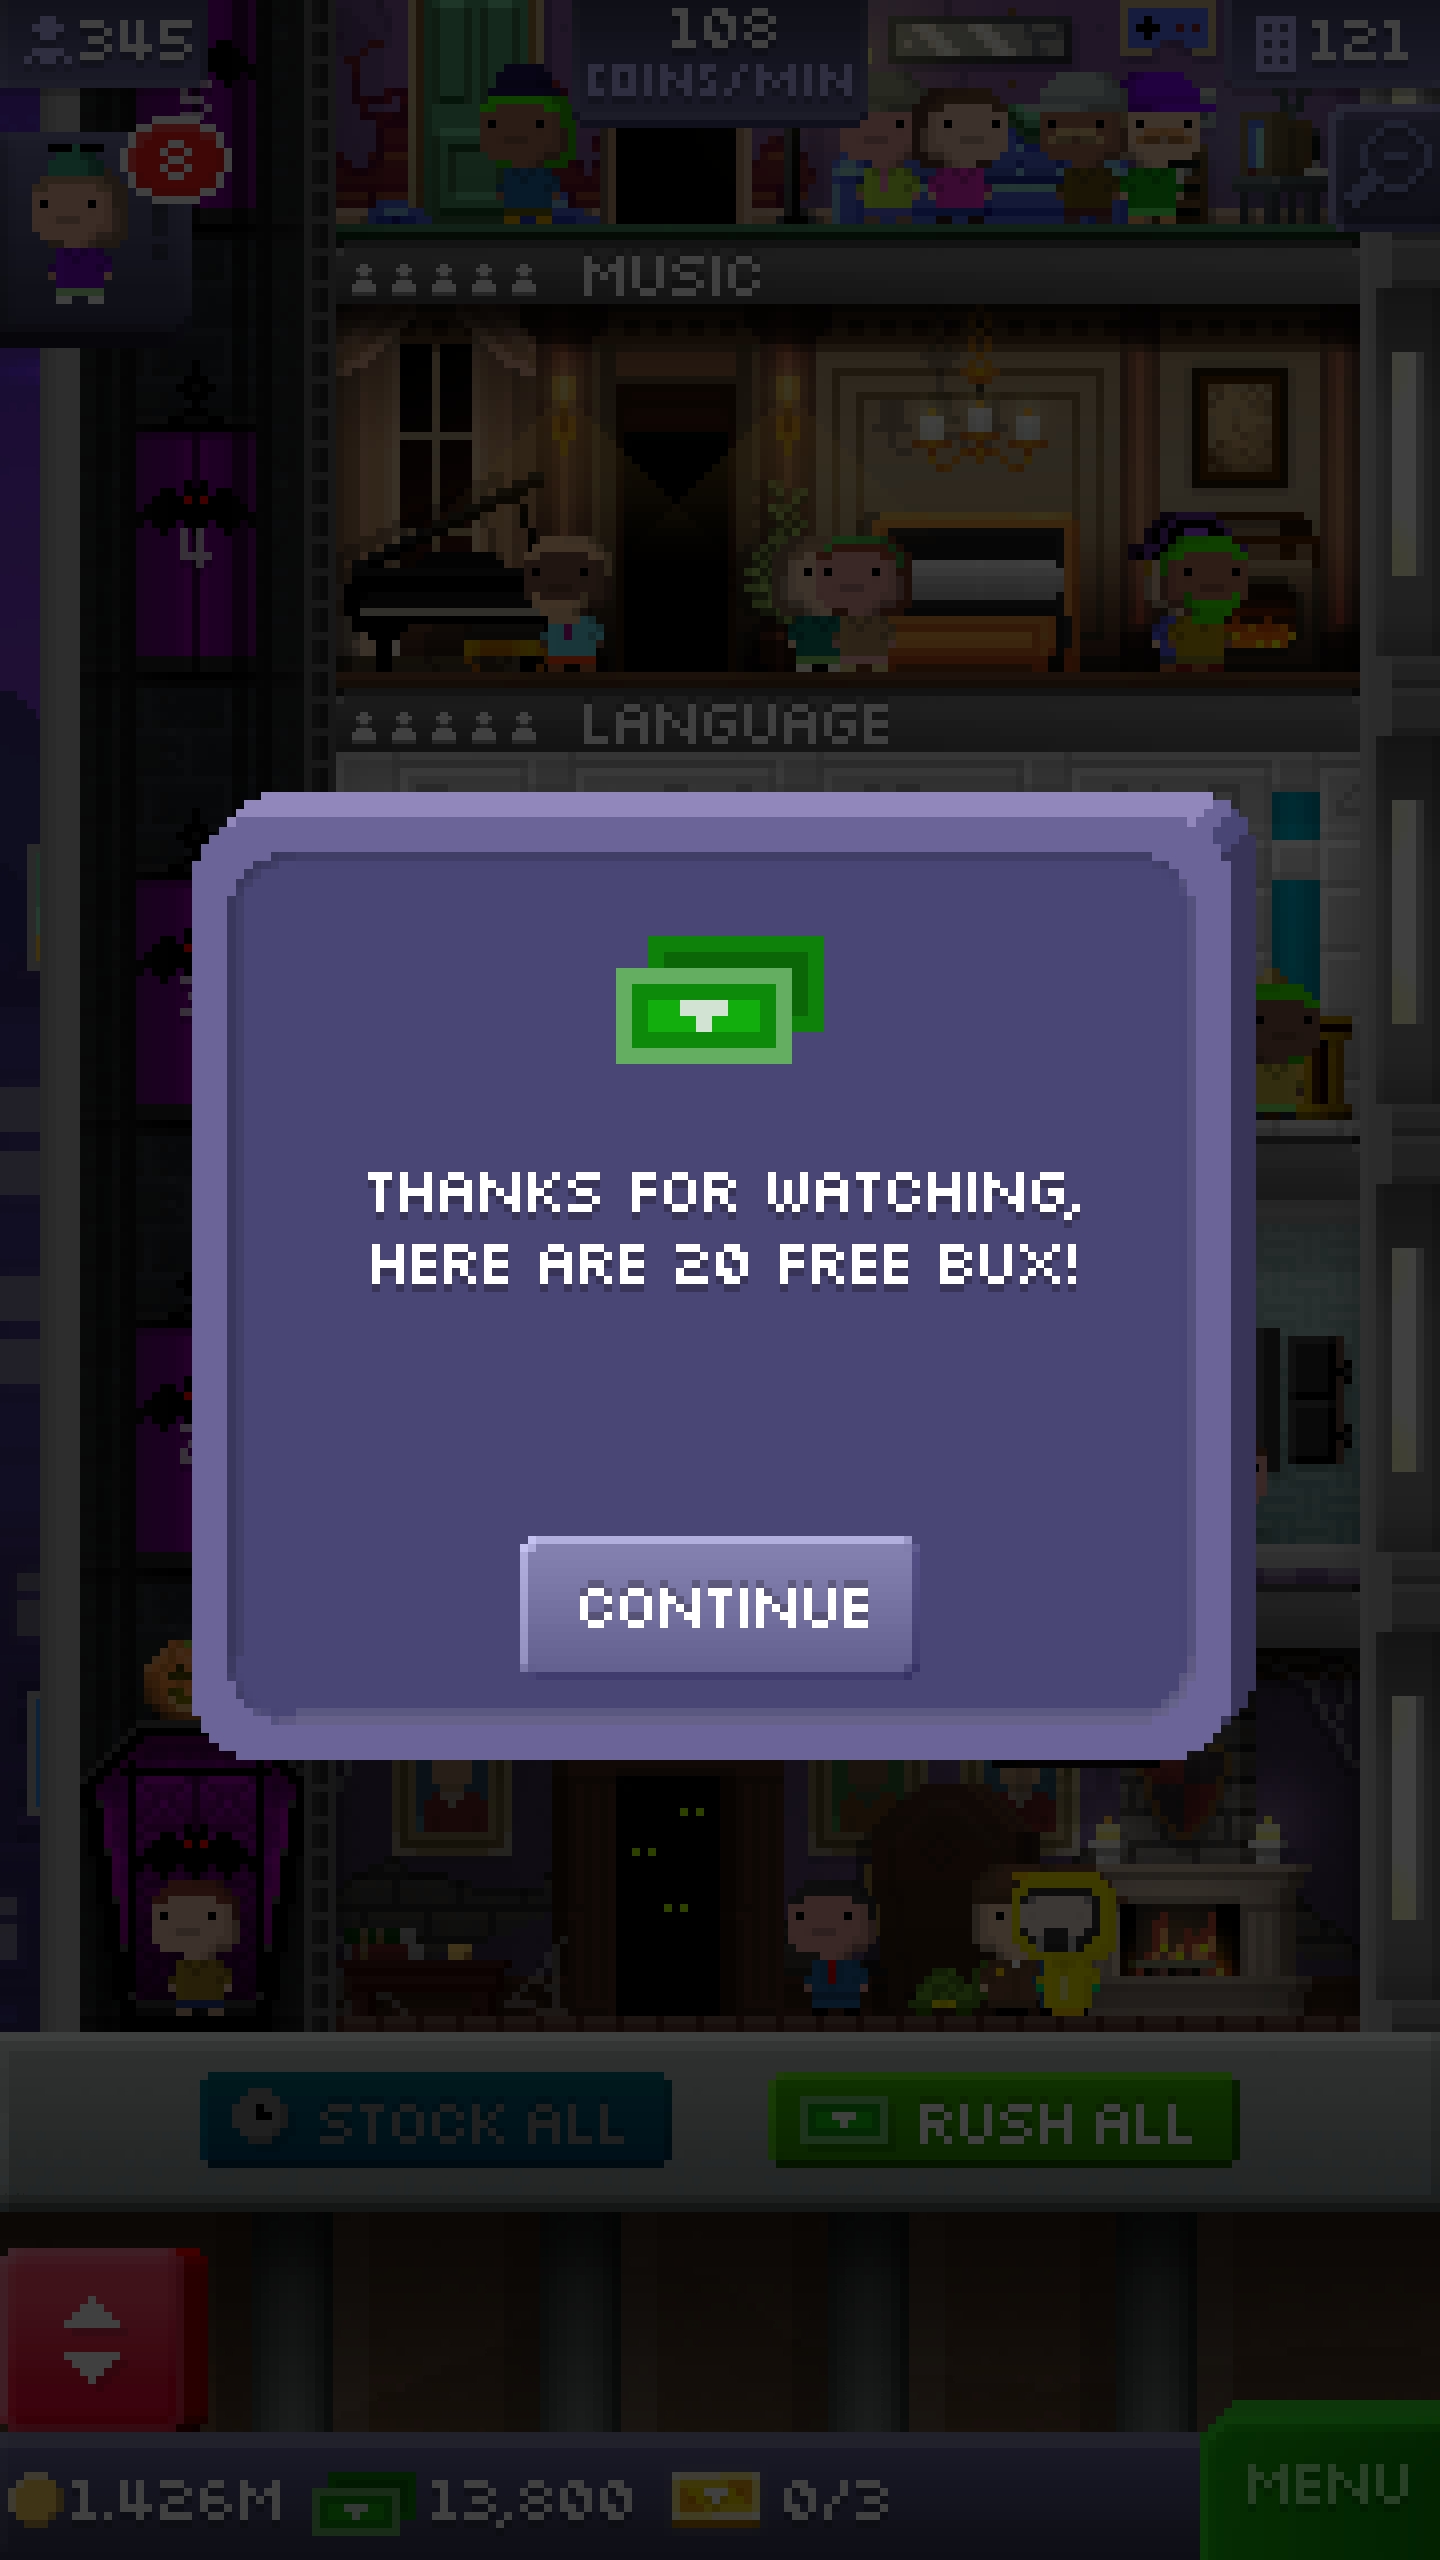 345
108
COINS/MIN
121
8
5
MUSIC
4
LANGUAGE
THANKS FOR WATCHING,
HERE ARE 20 FREE BUX!
CONTINUE
STOCK ALL
RUSH ALL
1.426M
13,800
0/3
MENU